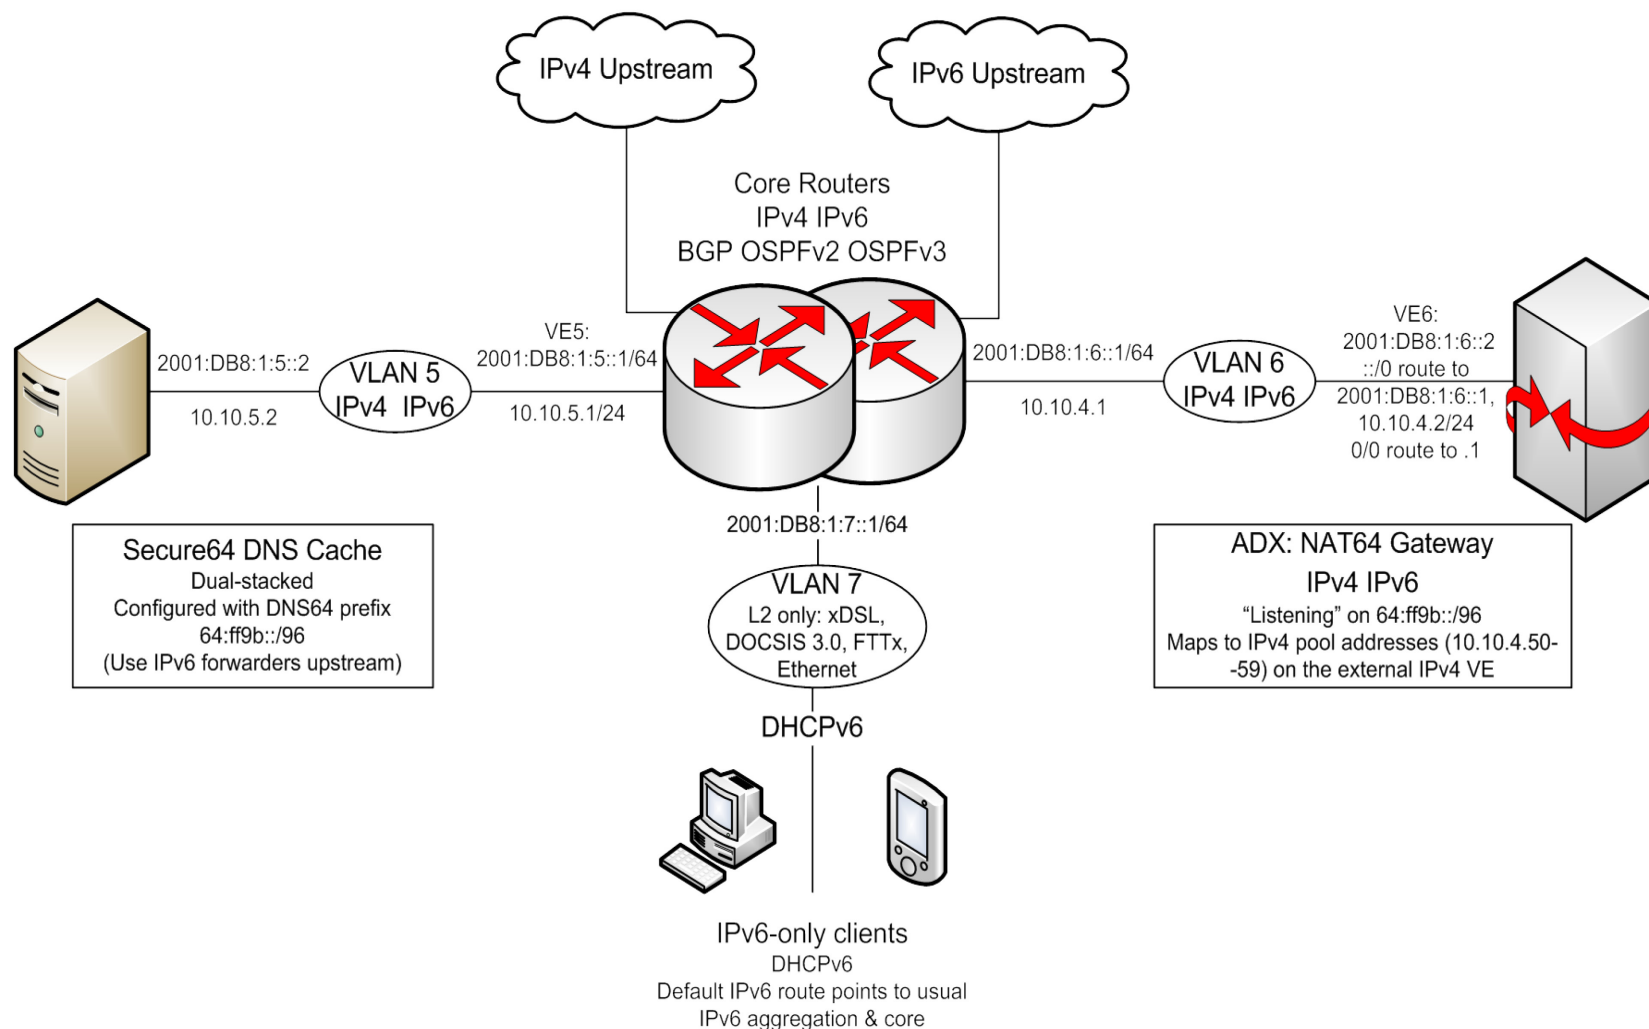 IPv4 Upstream
IPv6 Upstream
Core Routers
IPv4 IPv6
BGP OSPFv2 OSPFv3
2001:DB8:1:5::2
10.10.5.2
VLAN 5
IPv4 IPv6
VE5:
2001:DB8:1:5::1/64
10.10.5.1/24
2001:DB8:1:6::1/64
10.10.4.1
VLAN 6
IPv4 IPv6
VE6:
2001:DB8:1:6::2
::/0 route to
2001:DB8:1:6::1,
10.10.4.2/24
0/0 route to .1
Secure64 DNS Cache
Dual-stacked
Configured with DNS64 prefix
64:ff9b::/96
(Use IPv6 forwarders upstream)
2001:DB8:1:7::1/64
VLAN 7
L2 only: xDSL,
DOCSIS 3.0, FTTx,
Ethernet
DHCPv6
ADX: NAT64 Gateway
IPv4 IPv6
“Listening” on 64:ff9b::/96
Maps to IPv4 pool addresses (10.10.4.50-
-59) on the external IPv4 VE
IPv6-only clients
DHCPv6
Default IPv6 route points to usual
IPv6 aggregation & core